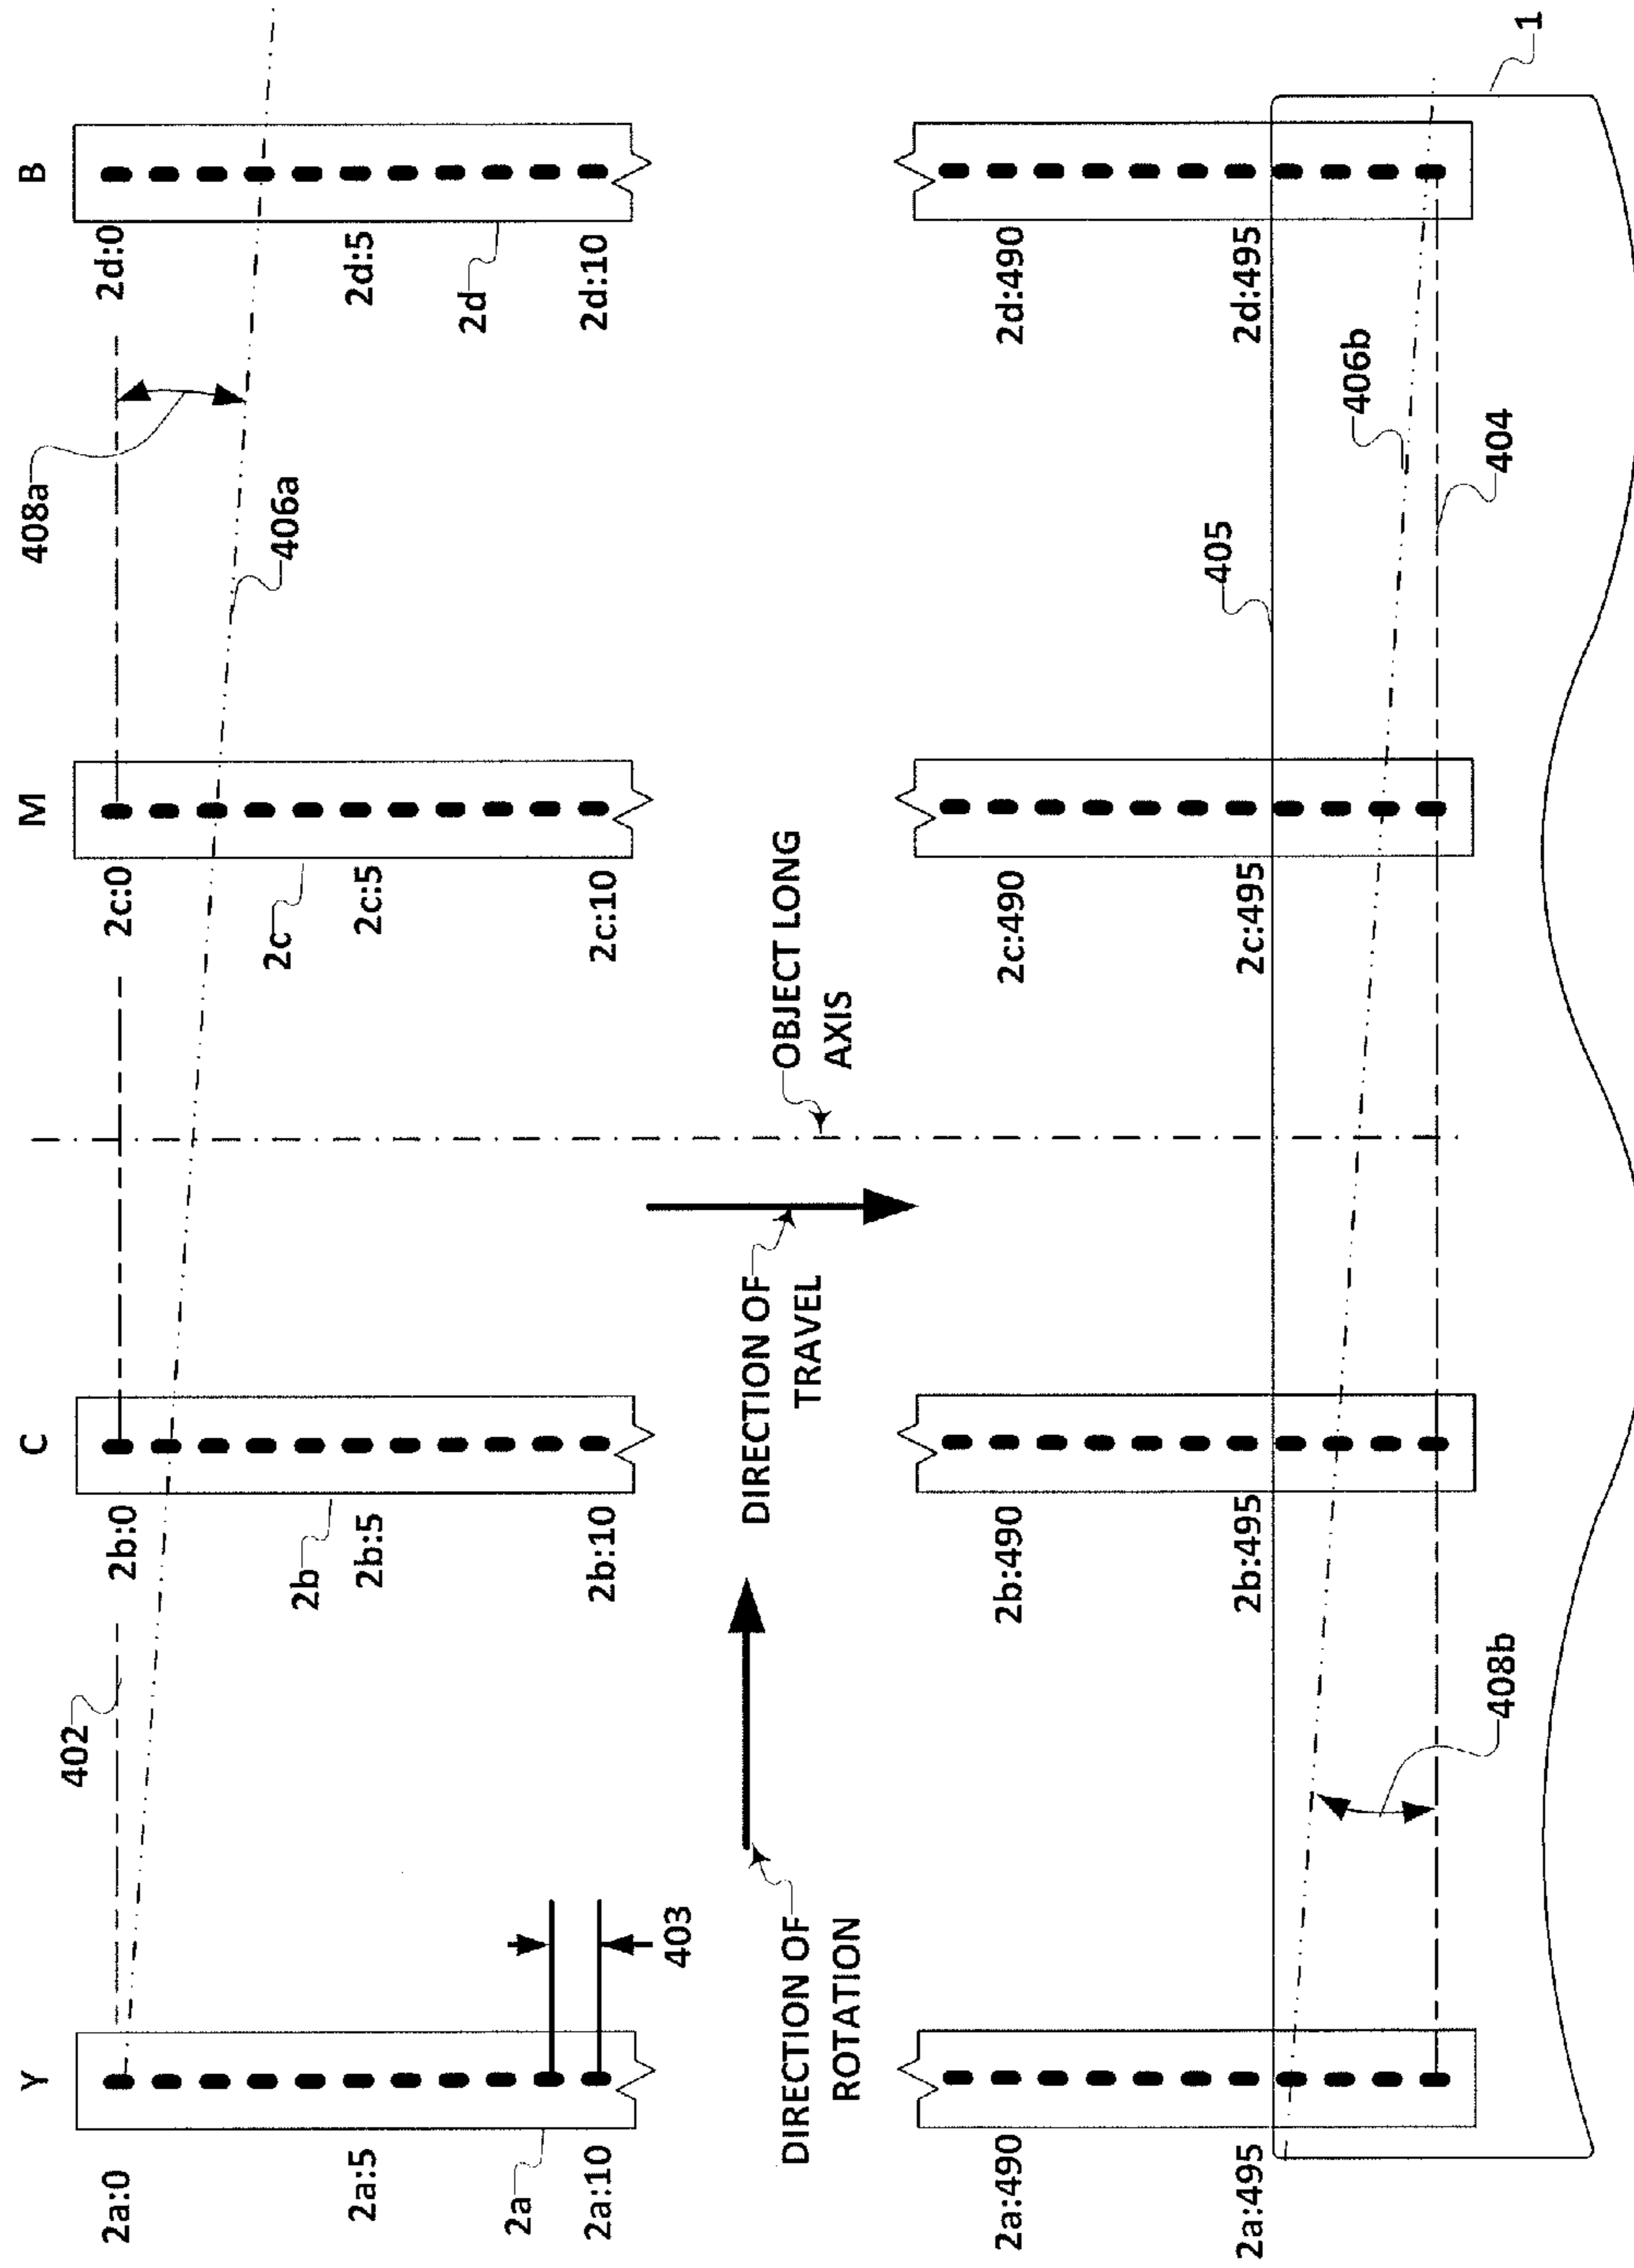 Y
C
M
B
2a:0
402
2b:0
2c:0
408a
2d:0
2a:5
2b
2b:5
2c
2c:5
406a
2d:5
2a
2d
2a:10
403
2b:10
2c:10
2d:10
DIRECTION OF
ROTATION
DIRECTION OF
TRAVEL
OBJECT LONG
AXIS
2a:490
2b:490
2c:490
2d:490
2a:495
2b:495
2c:495
405
2d:495
406b
408b
404
1